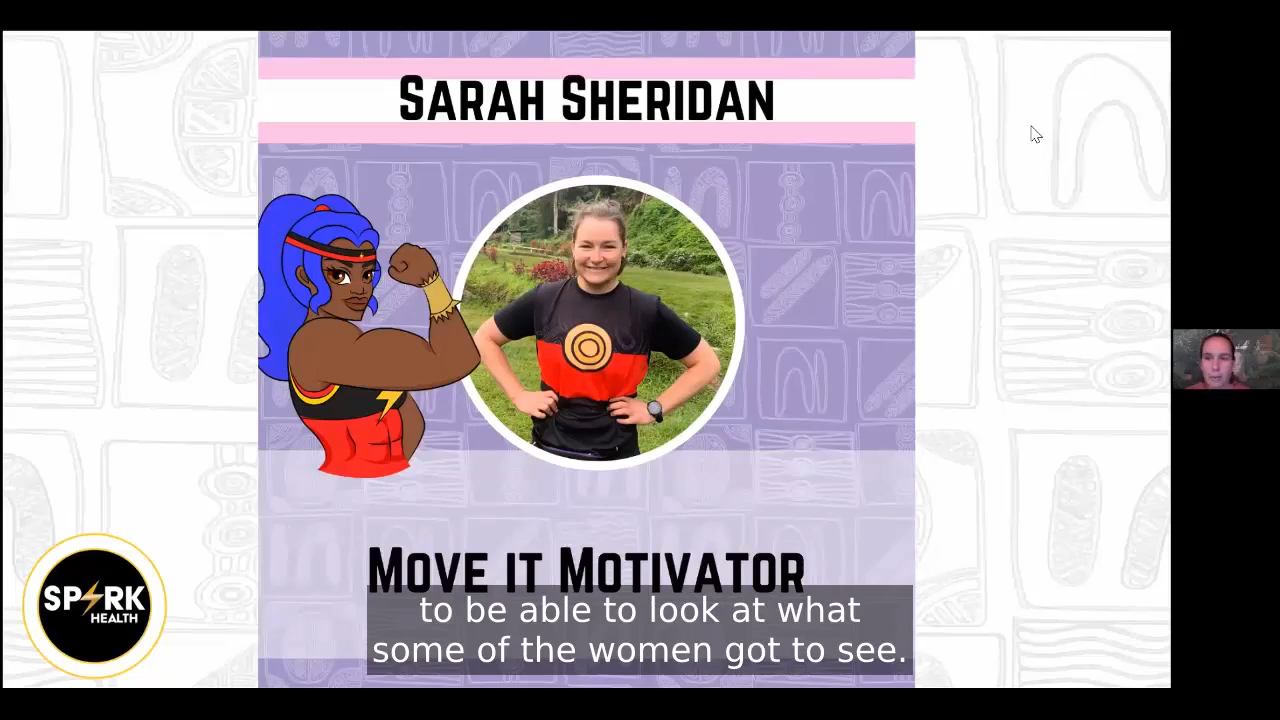 SARAH SHERIDAN
MOVE IT MOTIVATOR
to be able to look at what
some of the women got to see.
SPARK
HEALTH